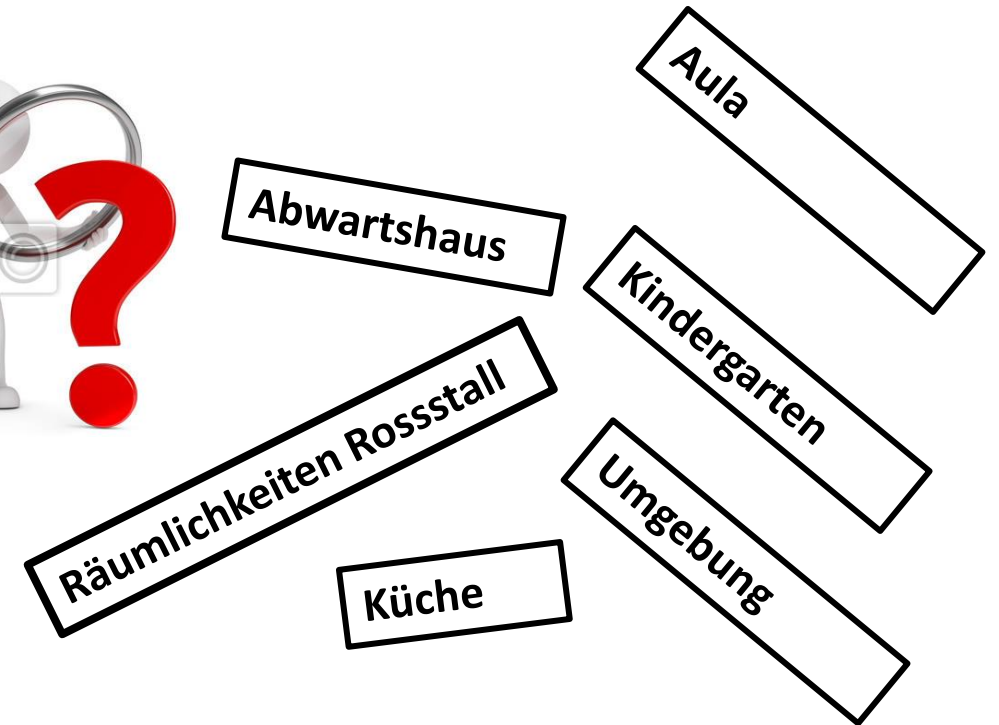 Aula
Abwartshaus
Kindergarten
Räumlichkeiten Rossstall
Umgebung
Küche